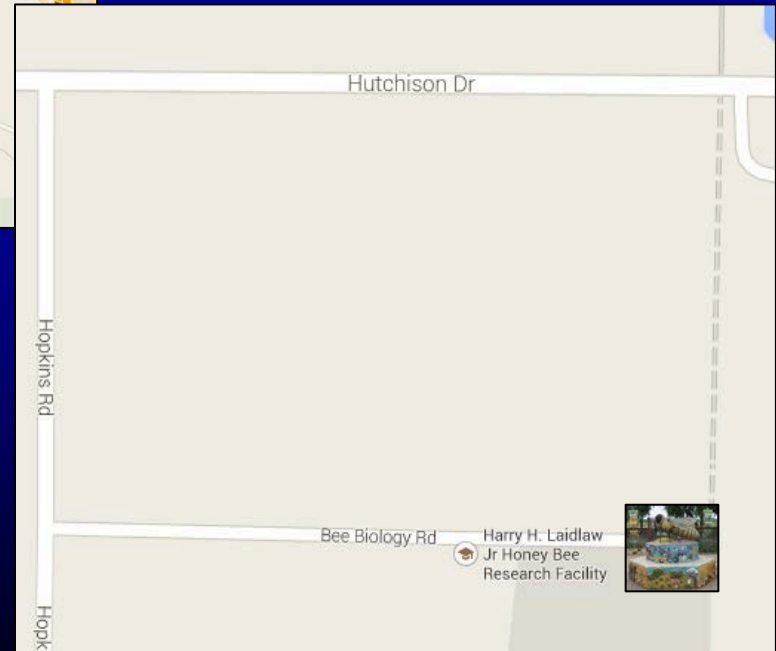 Hutchison Dr
Hopkins Rd
Bee Biology Rd
Harry H. Laidlaw
Jr Honey Bee
Research Facility
Hopk